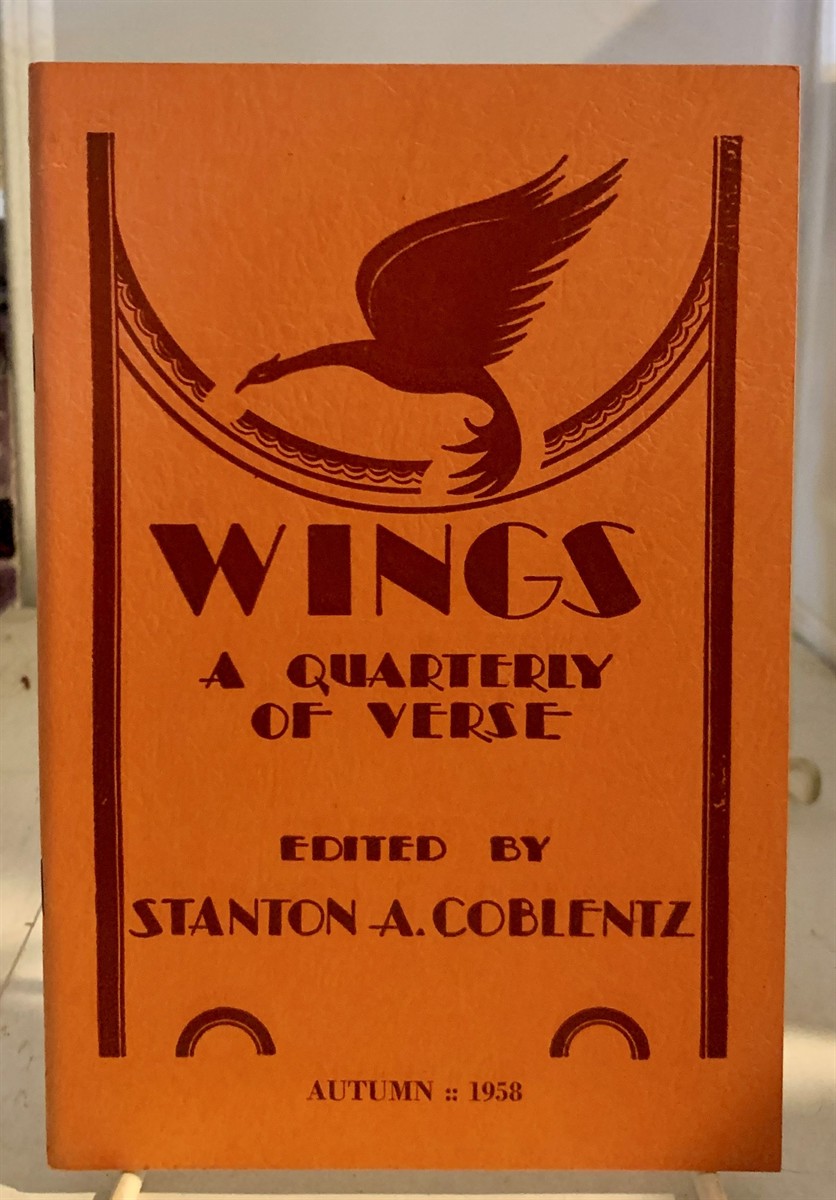 WINGS
A QUARTERLY
OF VERSE
EDITED BY
STANTON A. COBLENTZ
AUTUMN :: 1958